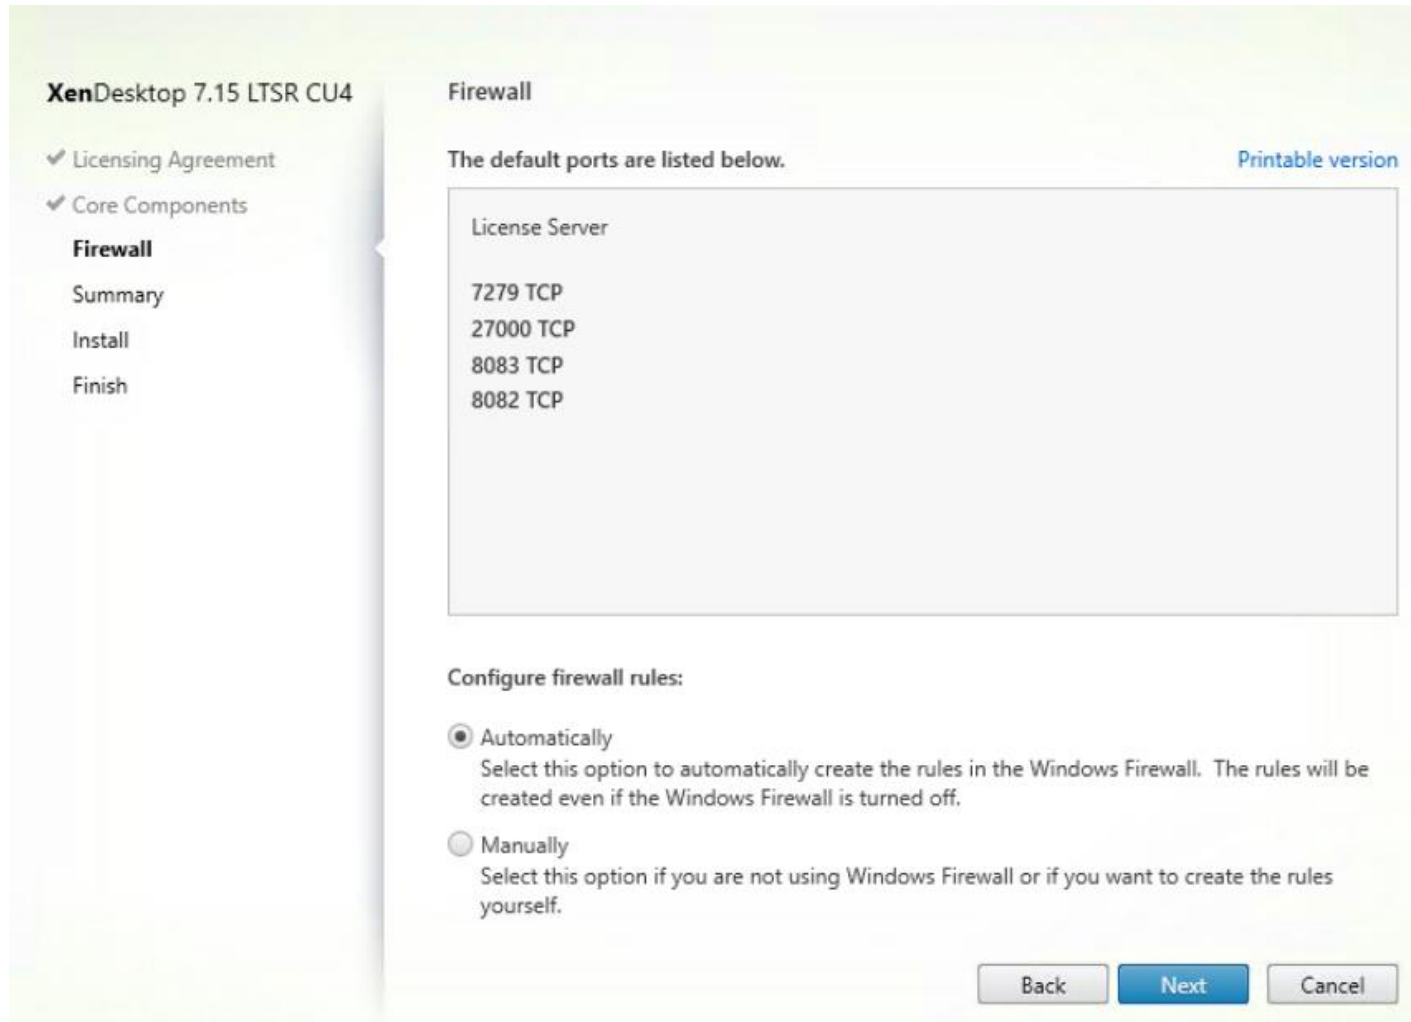 XenDesktop 7.15 LTSR CU4
Licensing Agreement
Core Components
Firewall
Summary
Install
Finish
Firewall
The default ports are listed below.
Printable version
License Server
7279 TCP
27000 TCP
8083 TCP
8082 TCP
Configure firewall rules:
Automatically
Select this option to automatically create the rules in the Windows Firewall. The rules will be
created even if the Windows Firewall is turned off.
Manually
Select this option if you are not using Windows Firewall or if you want to create the rules
yourself.
Back
Next
Cancel